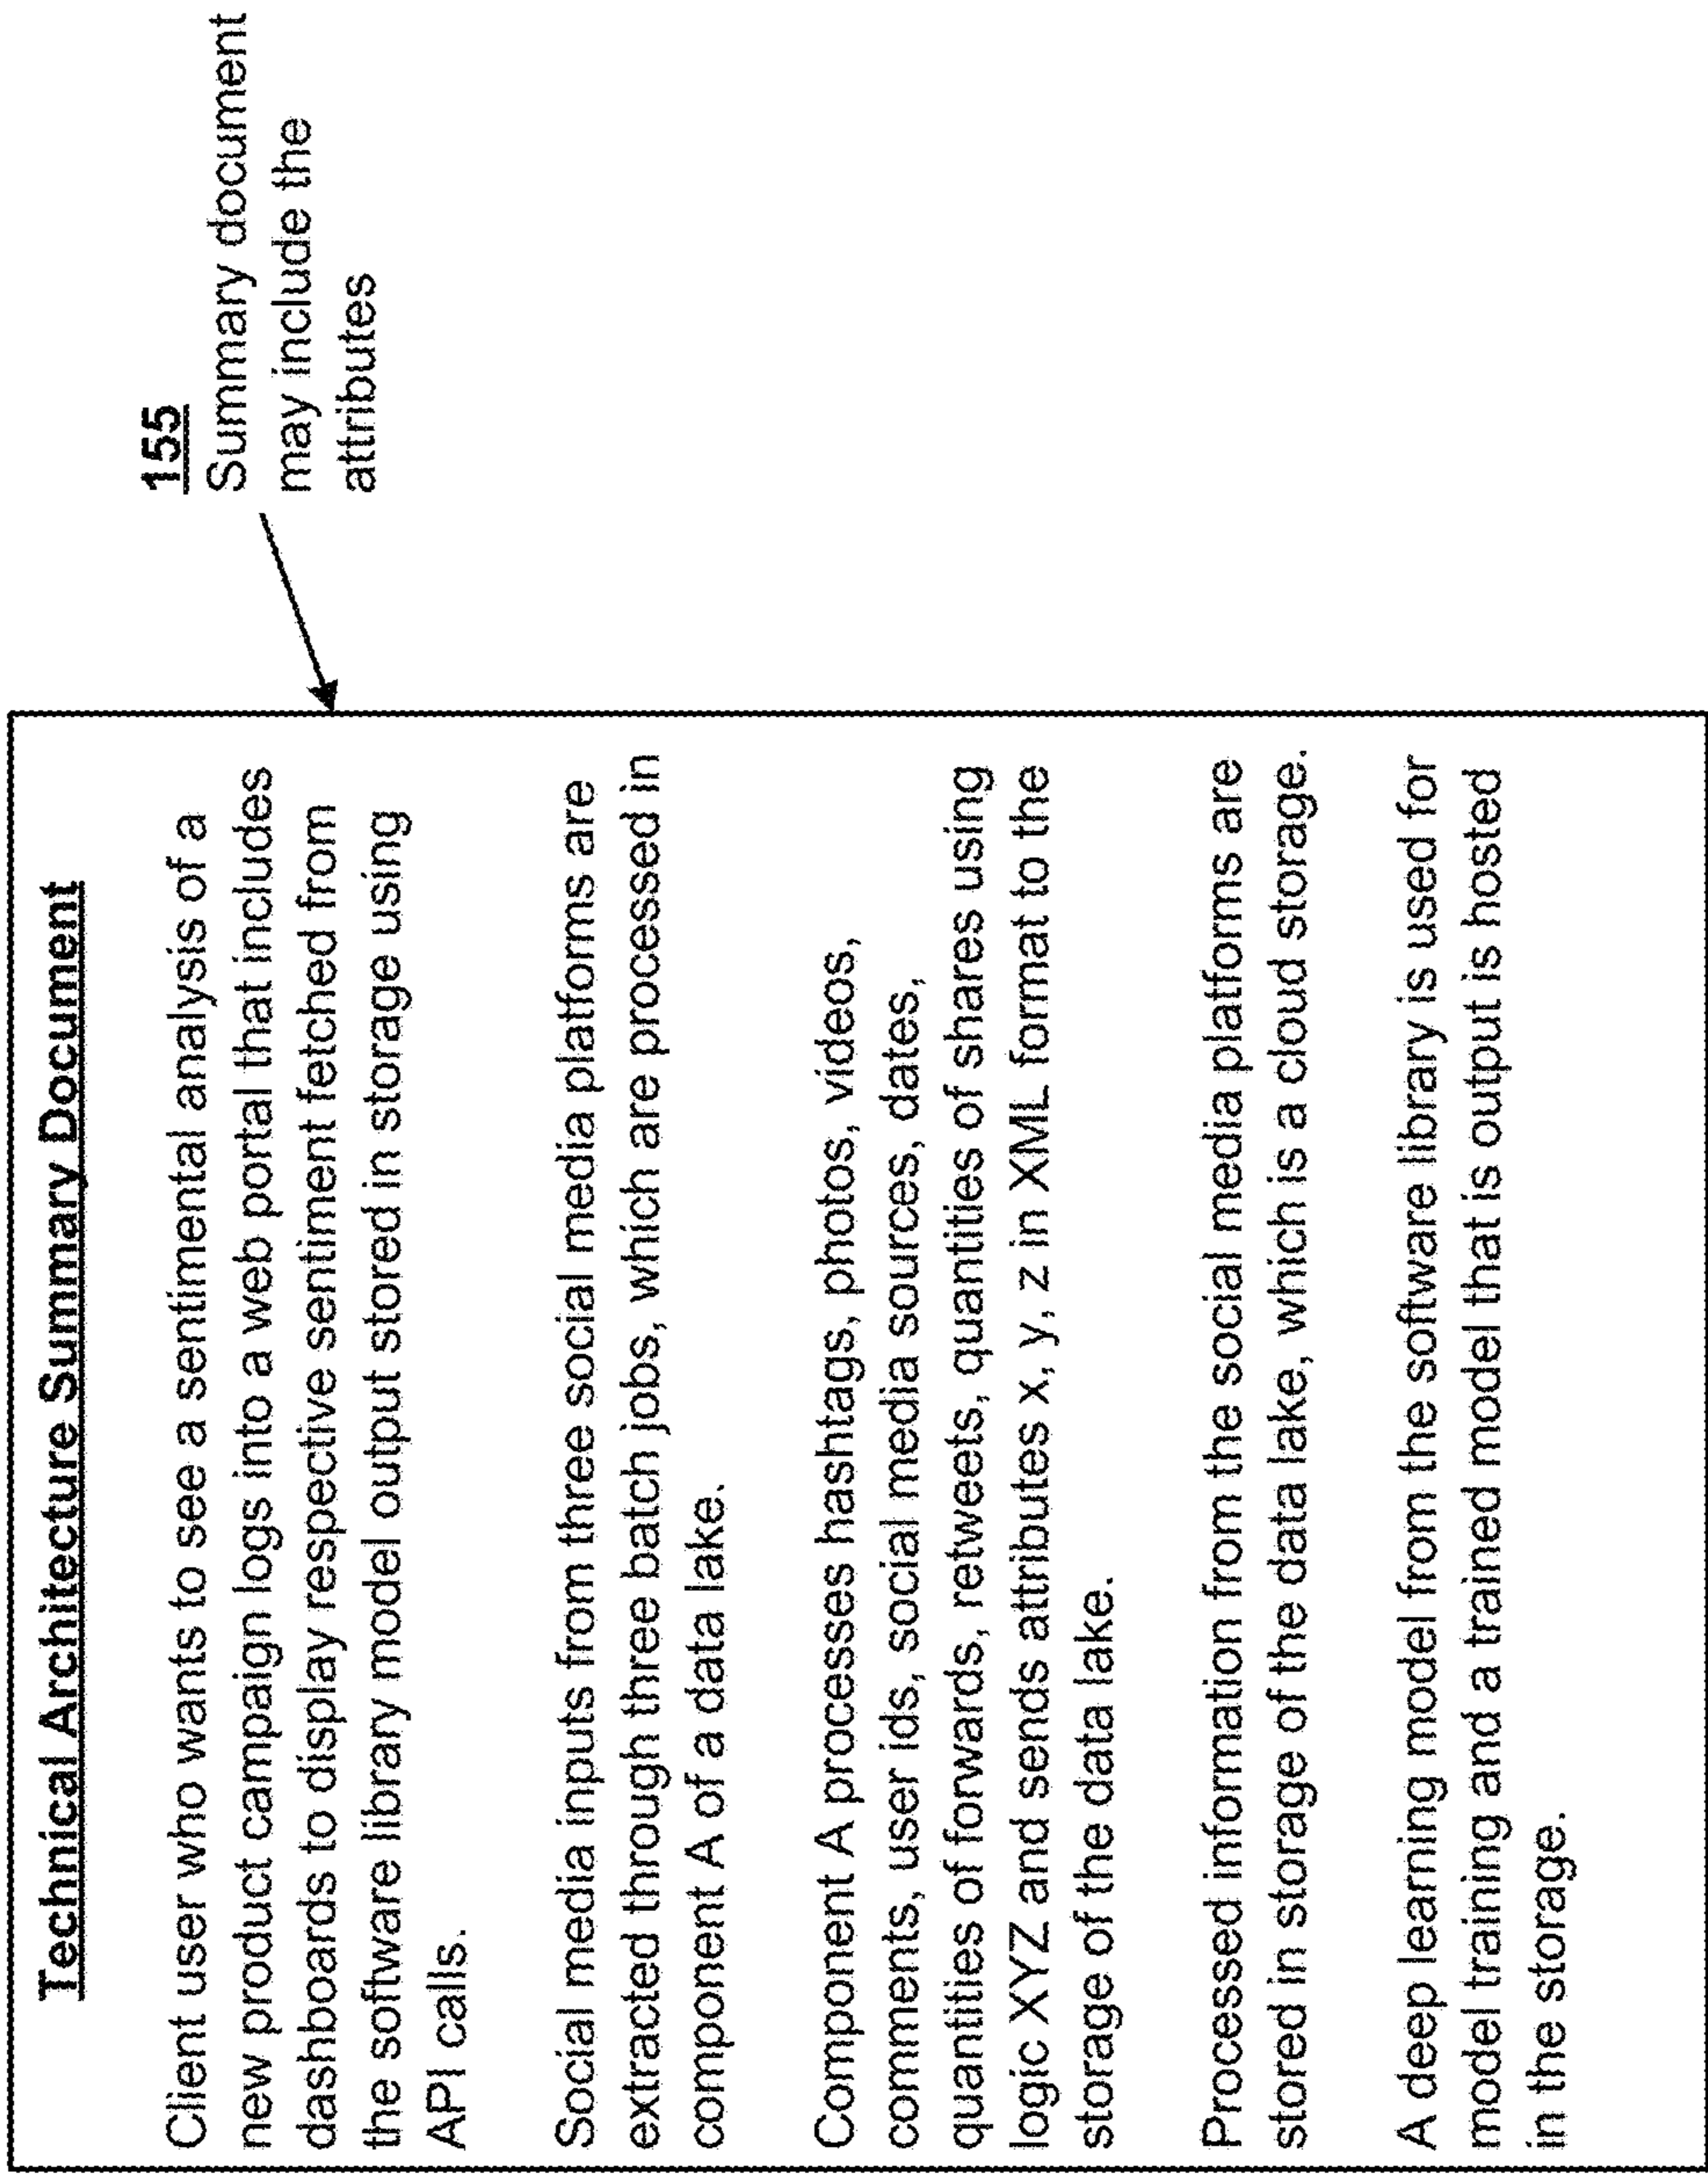 Technical Architecture Summary Document
Client user who wants to see a sentimental analysis of a
new product campaign logs into a web portal that includes
dashboards to display respective sentiment fetched from
the software library model output stored in storage using
API calls.
Social media inputs from three social media platforms are
extracted through three batch jobs, which are processed in
component A of a data lake.
Component A processes hashtags, photos, videos,
comments, user ids, social media sources, dates,
quantities of forwards, retweets, quantities of shares using
logic XYZ and sends attributes x, y, z in XML format to the
storage of the data lake.
Processed information from the social media platforms are
stored in storage of the data lake, which is a cloud storage.
A deep learning model from the software library is used for
model training and a trained model that is output is hosted
in the storage.
155
Summary document
may include the
attributes